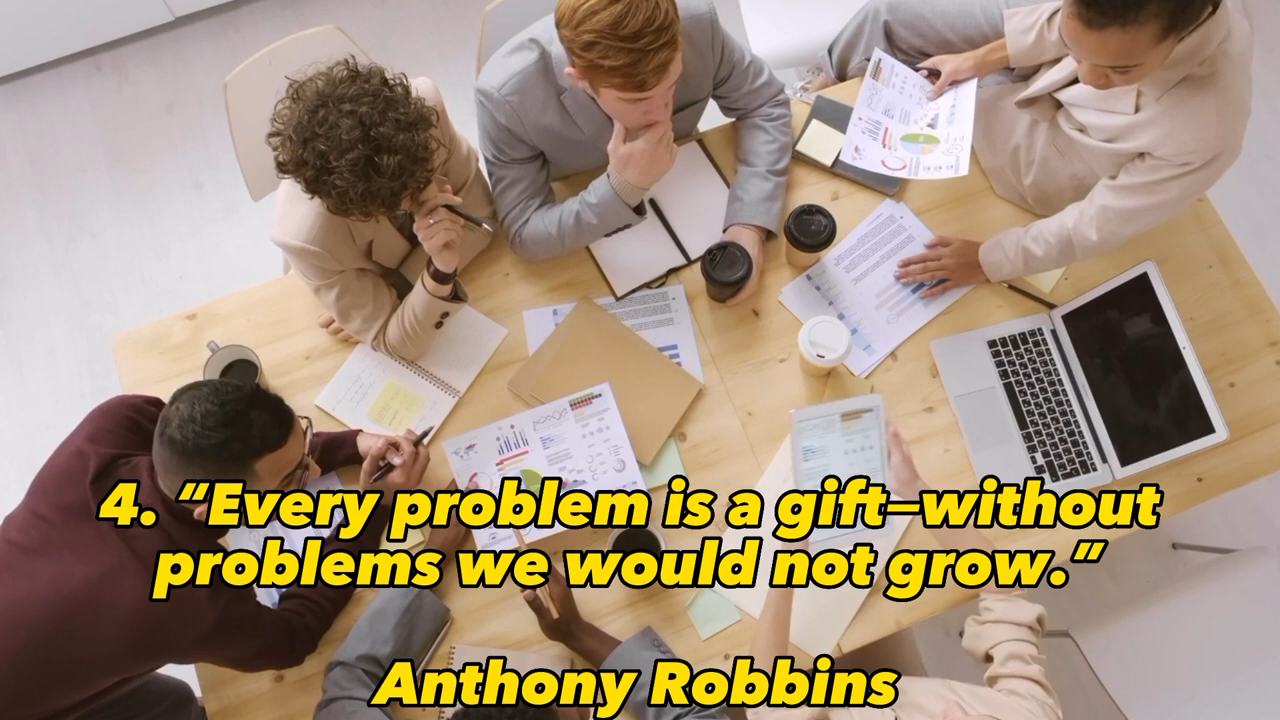 4. “Every problem is a gift—without
problems we would not grow.”
Anthony Robbins